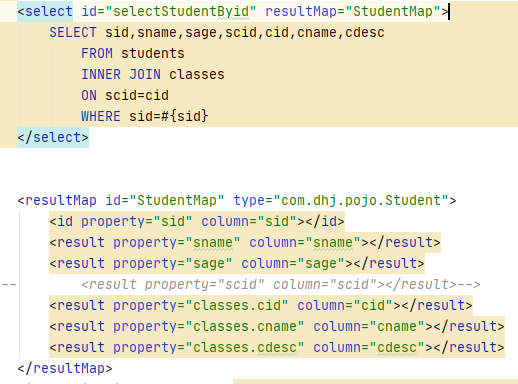 <select id="selectStudentByid" resultMap="StudentMap">
SELECT sid,sname,sage,scid,cid,cname,cdesc
FROM students
INNER JOIN classes
ON scid=cid
WHERE sid=#{sid}
</select>
<resultMap id="StudentMap" type="com.dhj.pojo.Student">
<id property="sid" column="sid"></id>
<result property="sname" column="sname"></result>
<result property="sage" column="sage"></result>
-- <result property="scid" column="scid"></result>-->
<result property="classes.cid" column="cid"></result>
<result property="classes.cname" column="cname"></result>
<result property="classes.cdesc" column="cdesc"></result>
</resultMap>